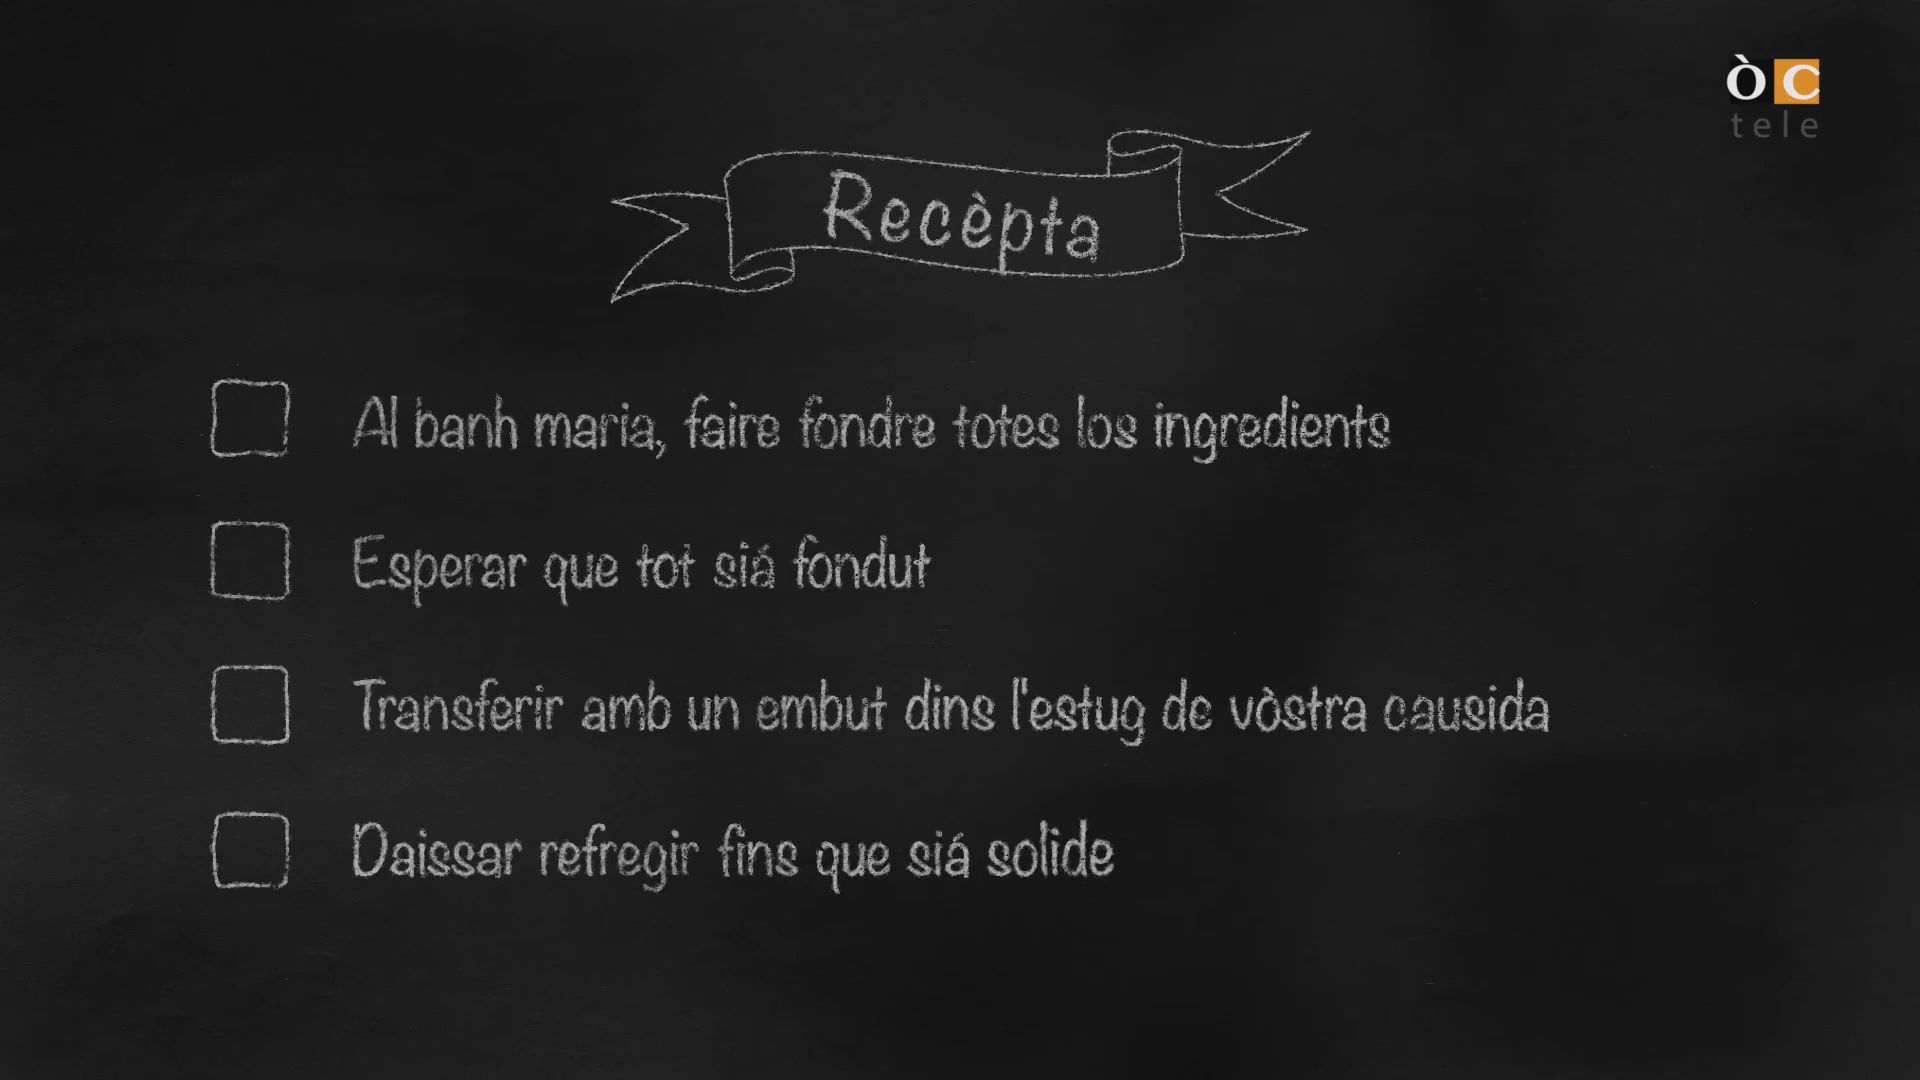 Òc
tele
Recèpta
Al banh maria, faire fondre totes los ingredients
Esperar que tot siá fondut
Transferir amb un embut dins l'estug de vòstra causida
Daissar refregir fins que siá solide